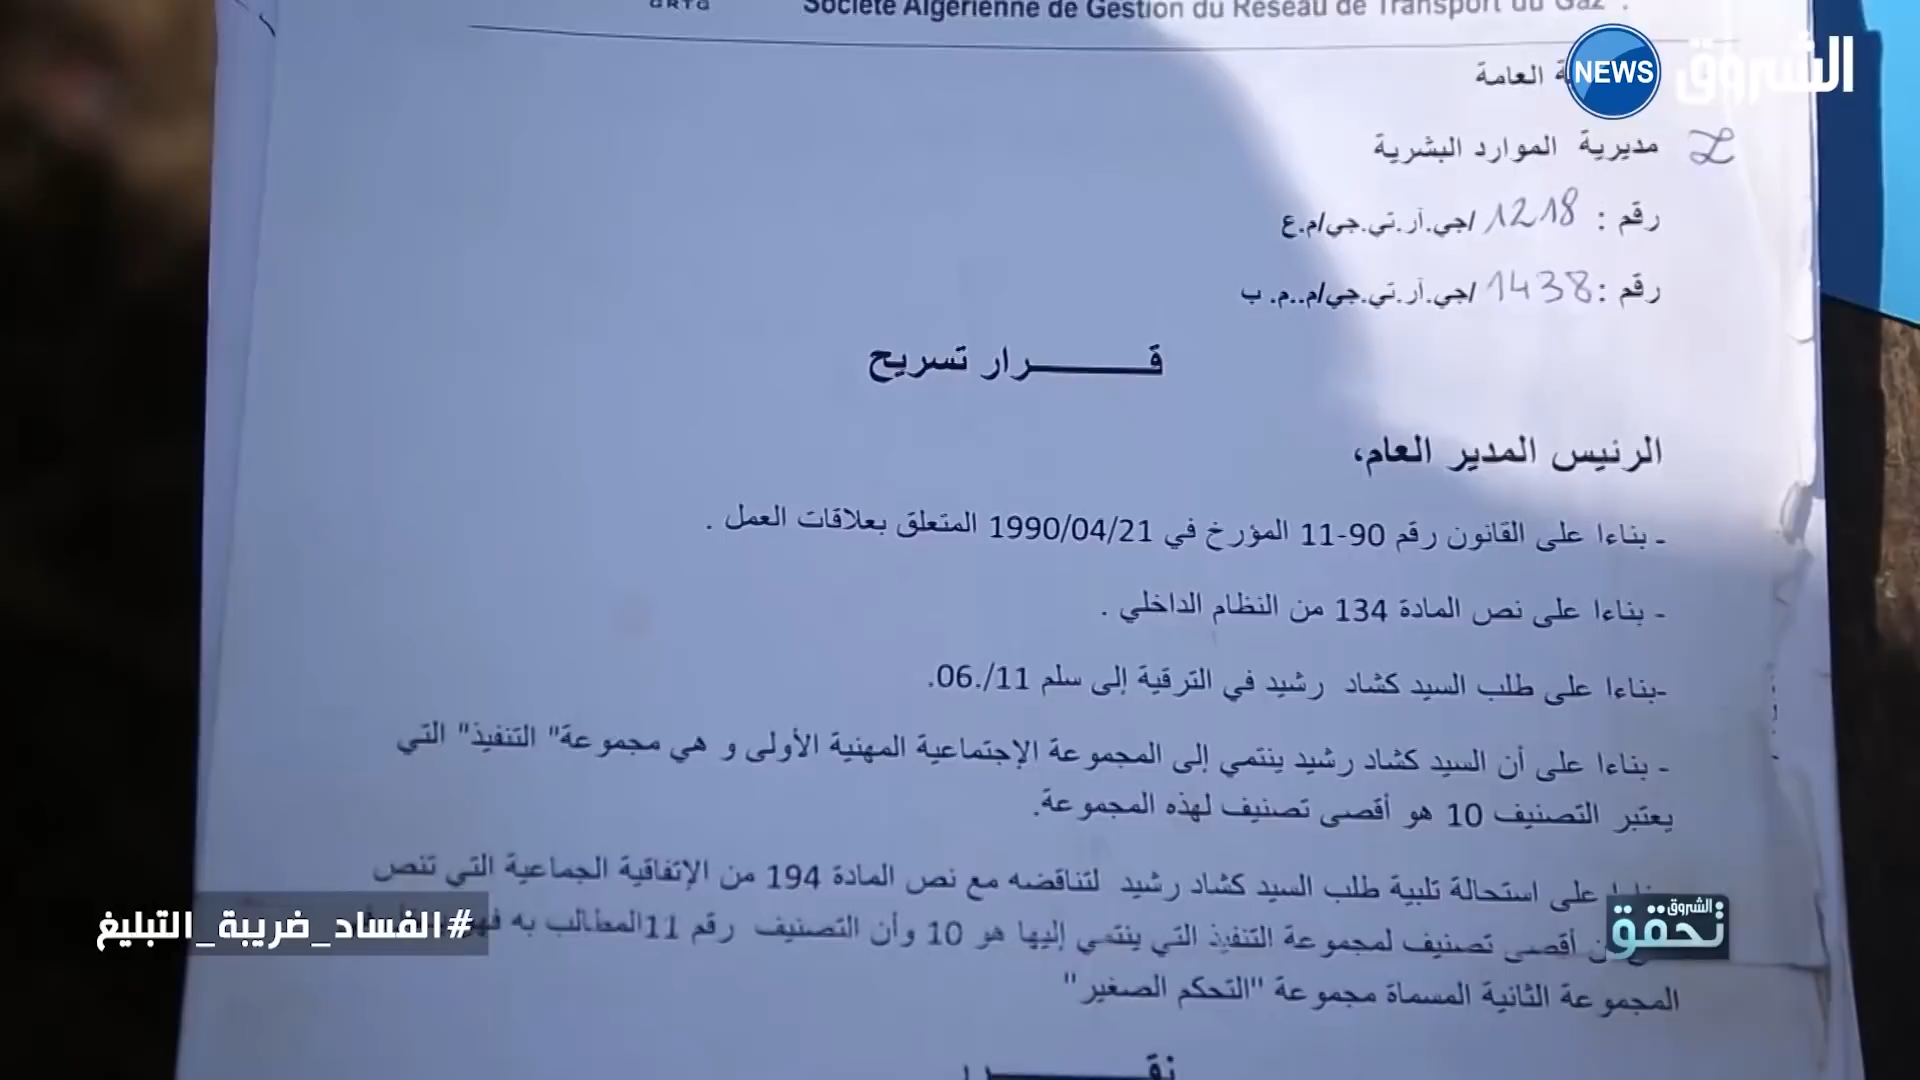 GRTG
Société Algérienne de Gestion du Réseau de Transport du Gaz
العامة
NEWS
الشروق
مديرية الموارد البشرية
رقم : 1218 /جي.آر.تي.جي/م.ع
رقم : 1438 /جي.آر.تي.جي/م..م. ب
قـــــــرار تسريح
الرئيس المدير العام،
- بناءا على القانون رقم 90-11 المؤرخ في 1990/04/21 المتعلق بعلاقات العمل .
- بناءا على نص المادة 134 من النظام الداخلي .
-بناءا على طلب السيد كشاد رشيد في الترقية إلى سلم 11/.06.
- بناءا على أن السيد كشاد رشيد ينتمي إلى المجموعة الإجتماعية المهنية الأولى و هي مجموعة" التنفيذ" التي
يعتبر التصنيف 10 هو أقصى تصنيف لهذه المجموعة.
على استحالة تلبية طلب السيد كشاد رشيد لتناقضه مع نص المادة 194 من الإتفاقية الجماعية التي تنص
أقصى تصنيف لمجموعة التنفيذ التي ينتمي إليها هو 10 وأن التصنيف رقم 11المطالب به
المجموعة الثانية المسماة مجموعة "التحكم الصغير"
الشروق
تحقق
#الفساد_ضريبة_التبليغ